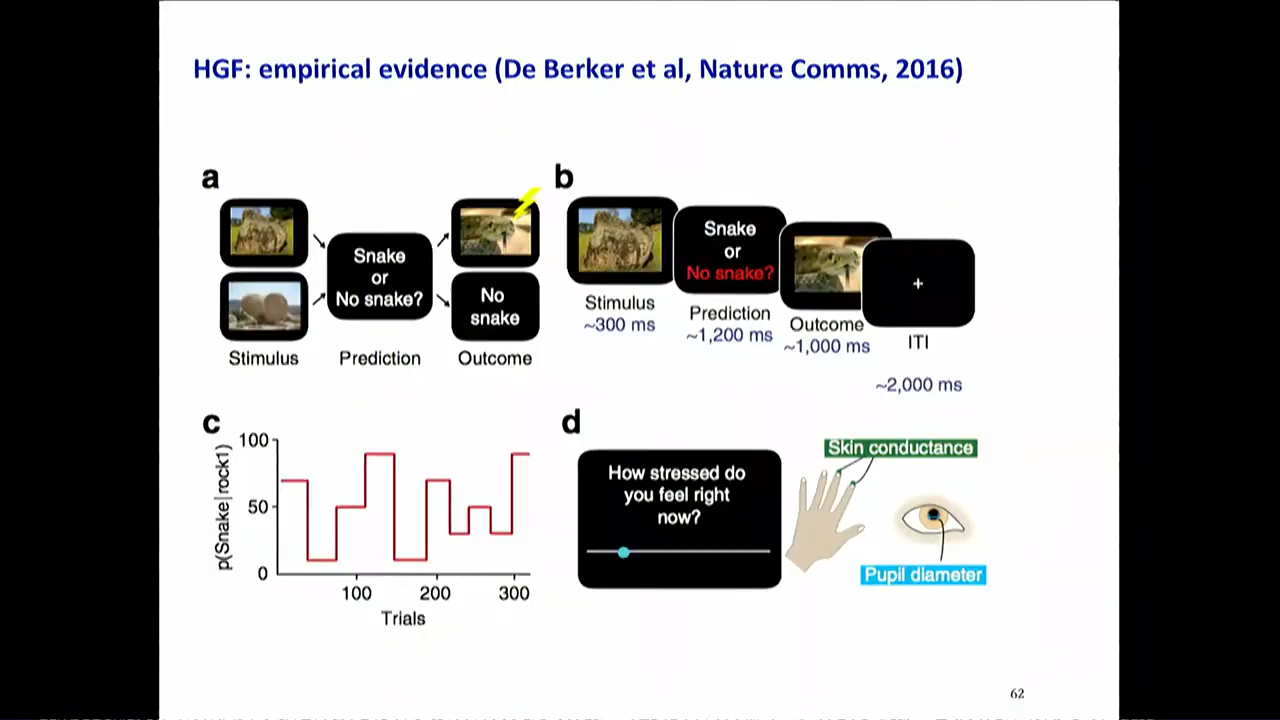 HGF: empirical evidence (De Berker et al, Nature Comms, 2016)
a
Snake
or
No snake?
No
snake
Stimulus
Prediction
Outcome
b
Snake
or
No snake?
Stimulus
~300 ms
Prediction
~1,200 ms
Outcome
~1,000 ms
+
ITI
~2,000 ms
c
p(Snake|rock1)
100
50
0
100
200
300
Trials
d
How stressed do
you feel right
now?
Skin conductance
Pupil diameter
62